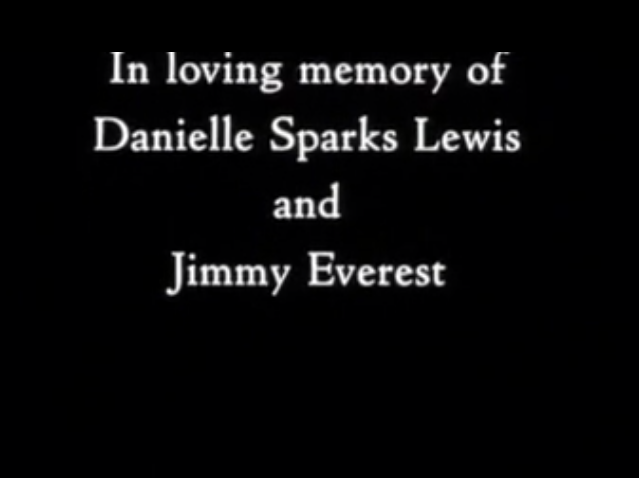 In loving memory of
Danielle Sparks Lewis
and
Jimmy Everest